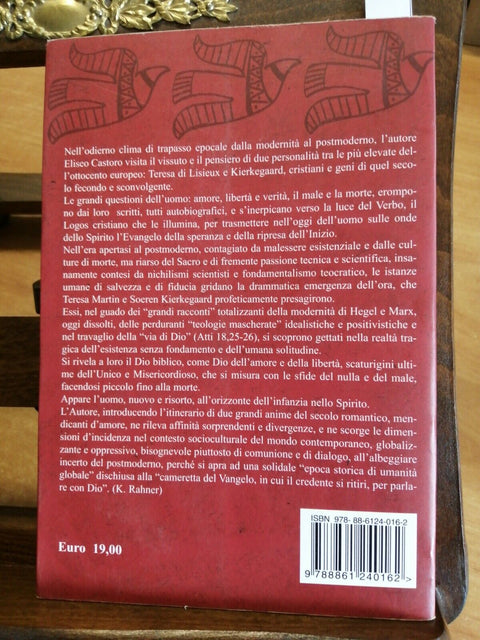 Nell'odierno clima di trapasso epocale dalla modernità al postmoderno, l'autore
Eliseo Castoro visita il vissuto e il pensiero di due personalità tra le più elevate del-
l'ottocento europeo: Teresa di Lisieux e Kierkegaard, cristiani e geni di quel seco-
lo fecondo e sconvolgente.
Le grandi questioni dell'uomo: amore, libertà e verità, il male e la morte, erompo-
no dai loro scritti, tutti autobiografici, e s'inerpicano verso la luce del Verbo, il
Logos cristiano che le illumina, per trasmettere nell'oggi dell'uomo sulle onde
dello Spirito l'Evangelo della speranza e della ripresa dell'Inizio.
Nell'era apertasi al postmoderno, contagiato da malessere esistenziale e dalle cultu-
re di morte, ma riarso del Sacro e di fremente passione tecnica e scientifica, insa-
namente contesi da nichilismi scientisti e fondamentalismo teocratico, le istanze
umane di salvezza e di fiducia gridano la drammatica emergenza dell'ora, che
Teresa Martin e Soeren Kierkegaard profeticamente presagirono.
Essi, nel guado dei "grandi racconti" totalizzanti della modernità di Hegel e Marx,
oggi dissolti, delle perduranti "teologie mascherate" idealistiche e positivistiche e
nel travaglio della "via di Dio" (Atti 18,25-26), si scoprono gettati nella realtà tra-
gica dell'esistenza senza fondamento e dell'umana solitudine.
Si rivela a loro il Dio biblico, come Dio dell'amore e della libertà, scaturigini ulti-
me dell'Unico e Misericordioso, che si misura con le sfide del nulla e del male,
facendosi piccolo fino alla morte.
Appare l'uomo, nuovo e risorto, all'orizzonte dell'infanzia nello Spirito.
L'Autore, introducendo l'itinerario di due grandi anime del secolo romantico, men-
dicanti d'amore, ne rileva affinità sorprendenti e divergenze, e ne scorge le dimen-
sioni d'incidenza nel contesto socioculturale del mondo contemporaneo, globaliz-
zante e oppressivo, bisognevole piuttosto di comunione e di dialogo, all'albeggiare
incerto del postmoderno, perché si apra ad una solidale "epoca storica di umanità
globale" dischiusa alla "cameretta del Vangelo, in cui il credente si ritiri, per parla-
re con Dio". (K. Rahner)
ISBN 978-88-6124-016-2
Euro 19,00
9 788861 240162 >